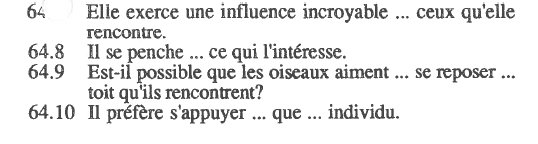 64
Elle exerce une influence incroyable ... ceux qu'elle
rencontre.
64.8 Il se penche ... ce qui l'intéresse.
64.9 Est-il possible que les oiseaux aiment ... se reposer ...
toit qu'ils rencontrent?
64.10 Il préfère s'appuyer ... que ... individu.